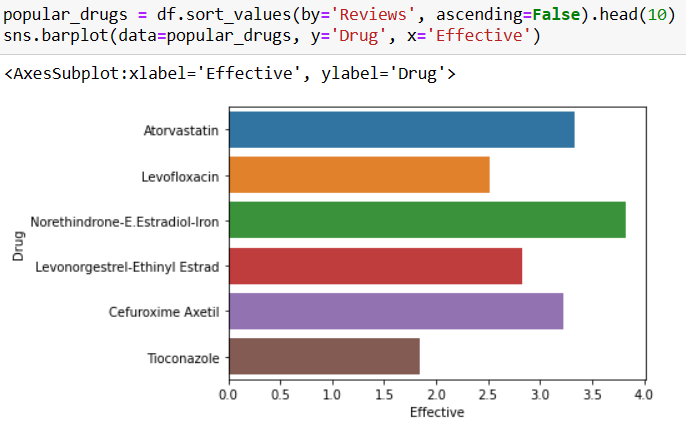 popular_drugs = df.sort_values(by='Reviews', ascending=False).head(10)
sns.barplot(data=popular_drugs, y='Drug', x='Effective')
<AxesSubplot:xlabel='Effective', ylabel='Drug'>
Atorvastatin
Levofloxacin
Norethindrone-E.Estradiol-Iron
Levonorgestrel-Ethinyl Estrad
Cefuroxime Axetil
Tioconazole
Drug
0.0 0.5 1.0 1.5 2.0 2.5 3.0 3.5 4.0
Effective